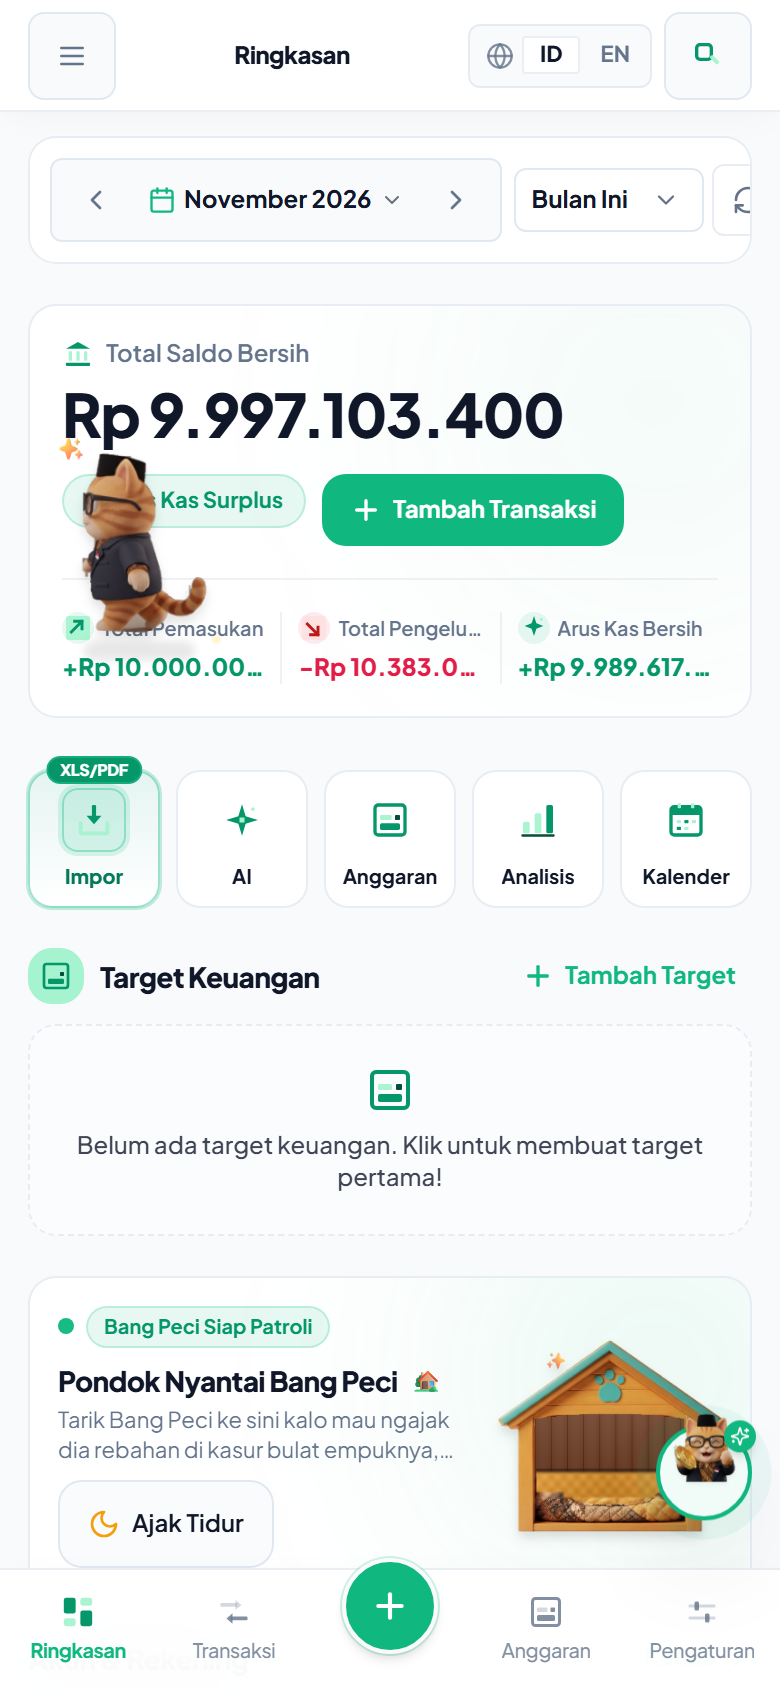 Ringkasan
ID EN
November 2026
Bulan Ini
Total Saldo Bersih
Rp 9.997.103.400
Kas Surplus
Tambah Transaksi
Total Pemasukan
+Rp 10.000.00...
Total Pengelu...
-Rp 10.383.0...
Arus Kas Bersih
+Rp 9.989.617....
XLS/PDF
Impor
AI
Anggaran
Analisis
Kalender
Target Keuangan
Tambah Target
Belum ada target keuangan. Klik untuk membuat target
pertama!
Bang Peci Siap Patroli
Pondok Nyantai Bang Peci
Tarik Bang Peci ke sini kalo mau ngajak
dia rebahan di kasur bulat empuknya,...
Ajak Tidur
Ringkasan
Transaksi
Anggaran
Pengaturan